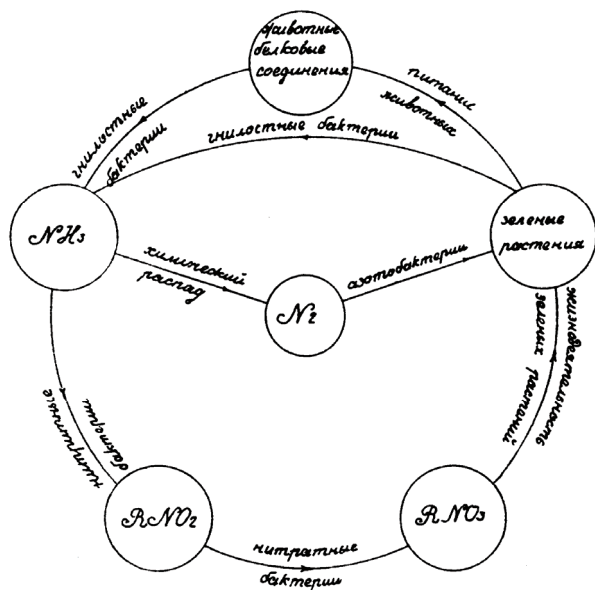 животные
белковые
соединения
питание
животных
гнилостные
бактерии
гнилостные бактерии
NH₃
зеленые
растения
химический
распад
N₂
азотобактерии
жизнедеятельность
зеленых растений
нитритные
бактерии
RNO₂
RNO₃
нитратные
бактерии